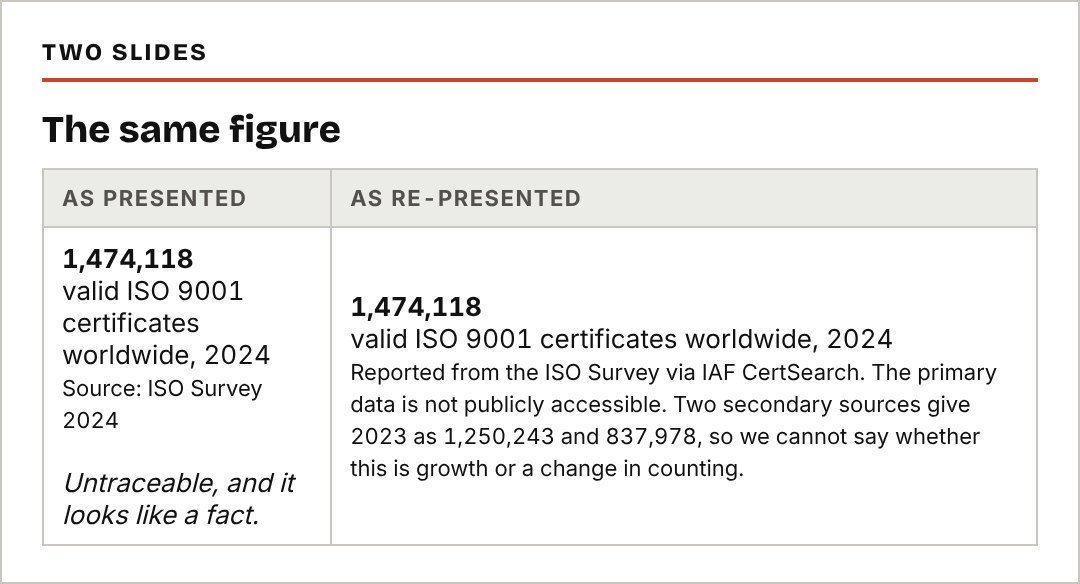 TWO SLIDES
The same figure
AS PRESENTED
1,474,118
valid ISO 9001
certificates
worldwide, 2024
Source: ISO Survey
2024
Untraceable, and it
looks like a fact.
AS RE-PRESENTED
1,474,118
valid ISO 9001 certificates worldwide, 2024
Reported from the ISO Survey via IAF CertSearch. The primary
data is not publicly accessible. Two secondary sources give
2023 as 1,250,243 and 837,978, so we cannot say whether
this is growth or a change in counting.